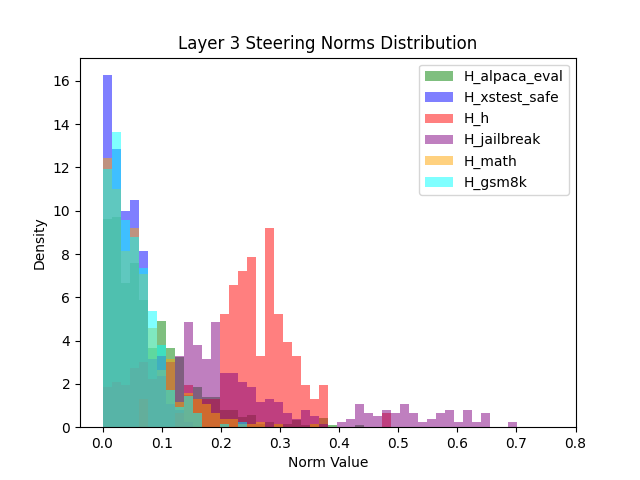 Layer 3 Steering Norms Distribution
H_alpaca_eval
H_xstest_safe
H_h
H_jailbreak
H_math
H_gsm8k
Density
16
14
12
10
8
6
4
2
0
0.0 0.1 0.2 0.3 0.4 0.5 0.6 0.7 0.8
Norm Value